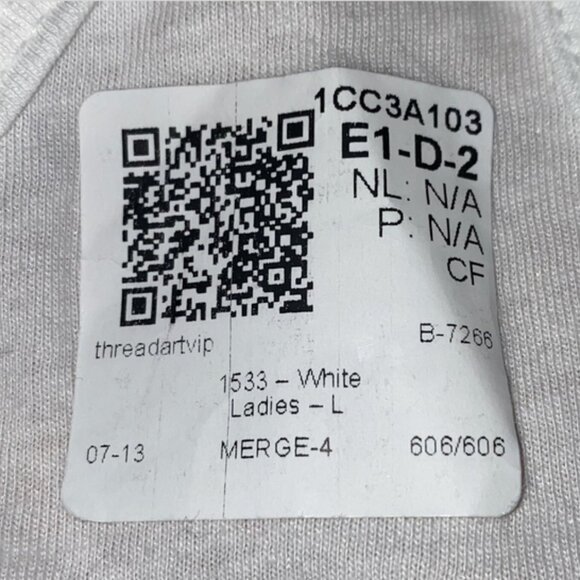 1CC3A103
E1-D-2
NL: N/A
P: N/A
CF
threadartvip
B-7266
1533 – White
Ladies – L
07-13
MERGE-4
606/606